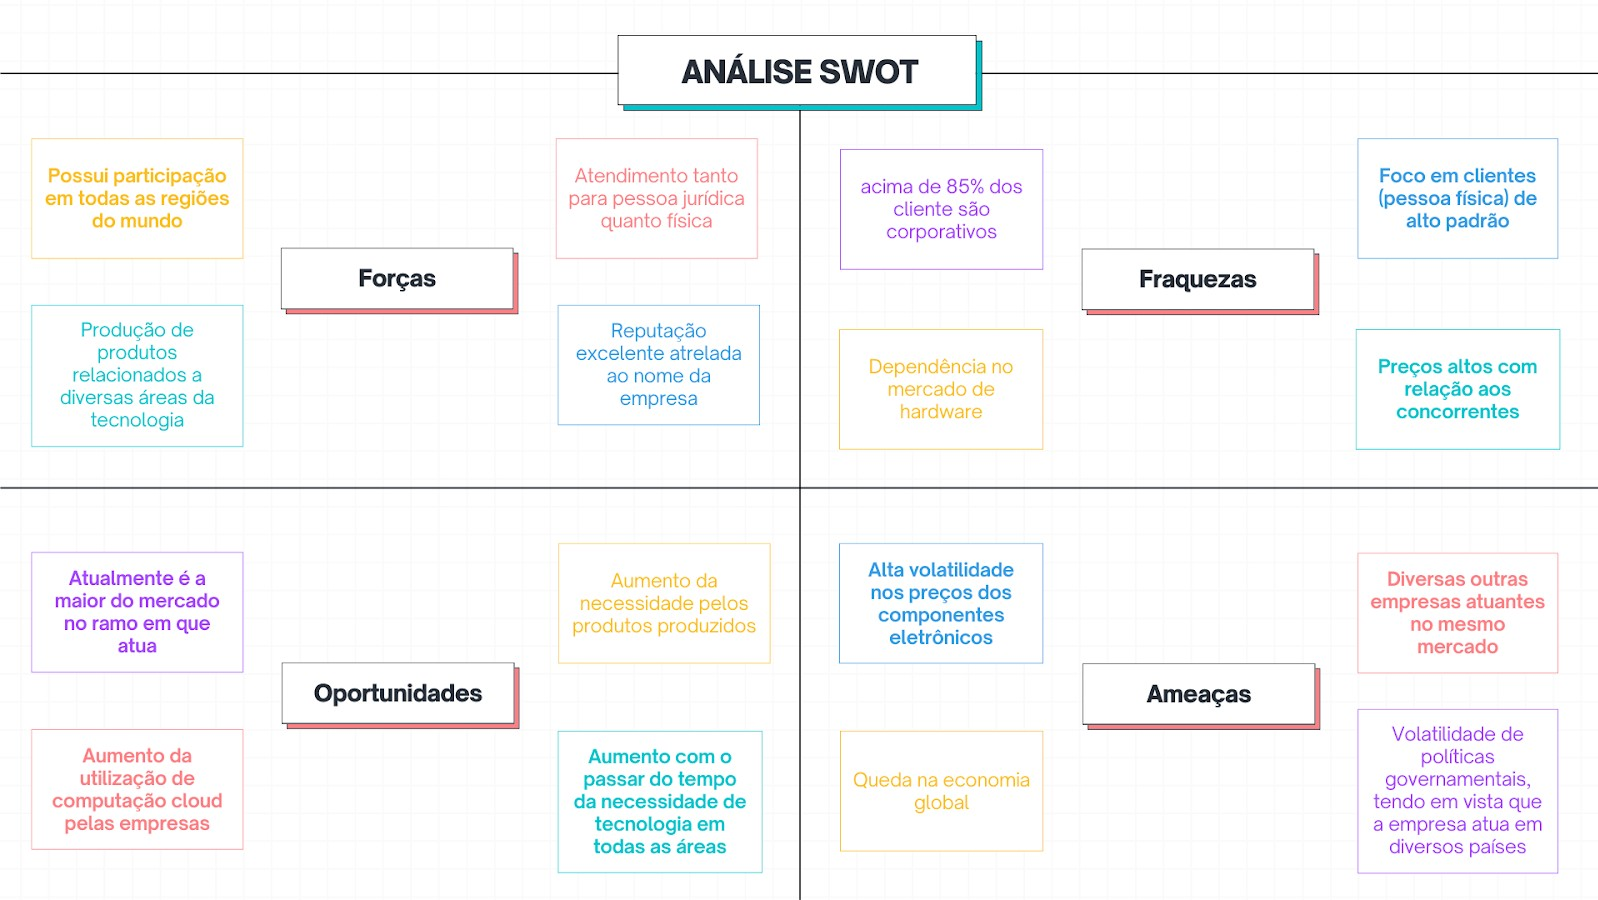 ANÁLISE SWOT
Possui participação
em todas as regiões
do mundo
Atendimento tanto
para pessoa jurídica
quanto física
Forças
Produção de
produtos
relacionados a
diversas áreas da
tecnologia
Reputação
excelente atrelada
ao nome da
empresa
acima de 85% dos
cliente são
corporativos
Foco em clientes
(pessoa física) de
alto padrão
Fraquezas
Dependência no
mercado de
hardware
Preços altos com
relação aos
concorrentes
Atualmente é a
maior do mercado
no ramo em que
atua
Aumento da
necessidade pelos
produtos produzidos
Oportunidades
Aumento da
utilização de
computação cloud
pelas empresas
Aumento com o
passar do tempo
da necessidade de
tecnologia em
todas as áreas
Alta volatilidade
nos preços dos
componentes
eletrônicos
Diversas outras
empresas atuantes
no mesmo
mercado
Ameaças
Queda na economia
global
Volatilidade de
políticas
governamentais,
tendo em vista que
a empresa atua em
diversos países